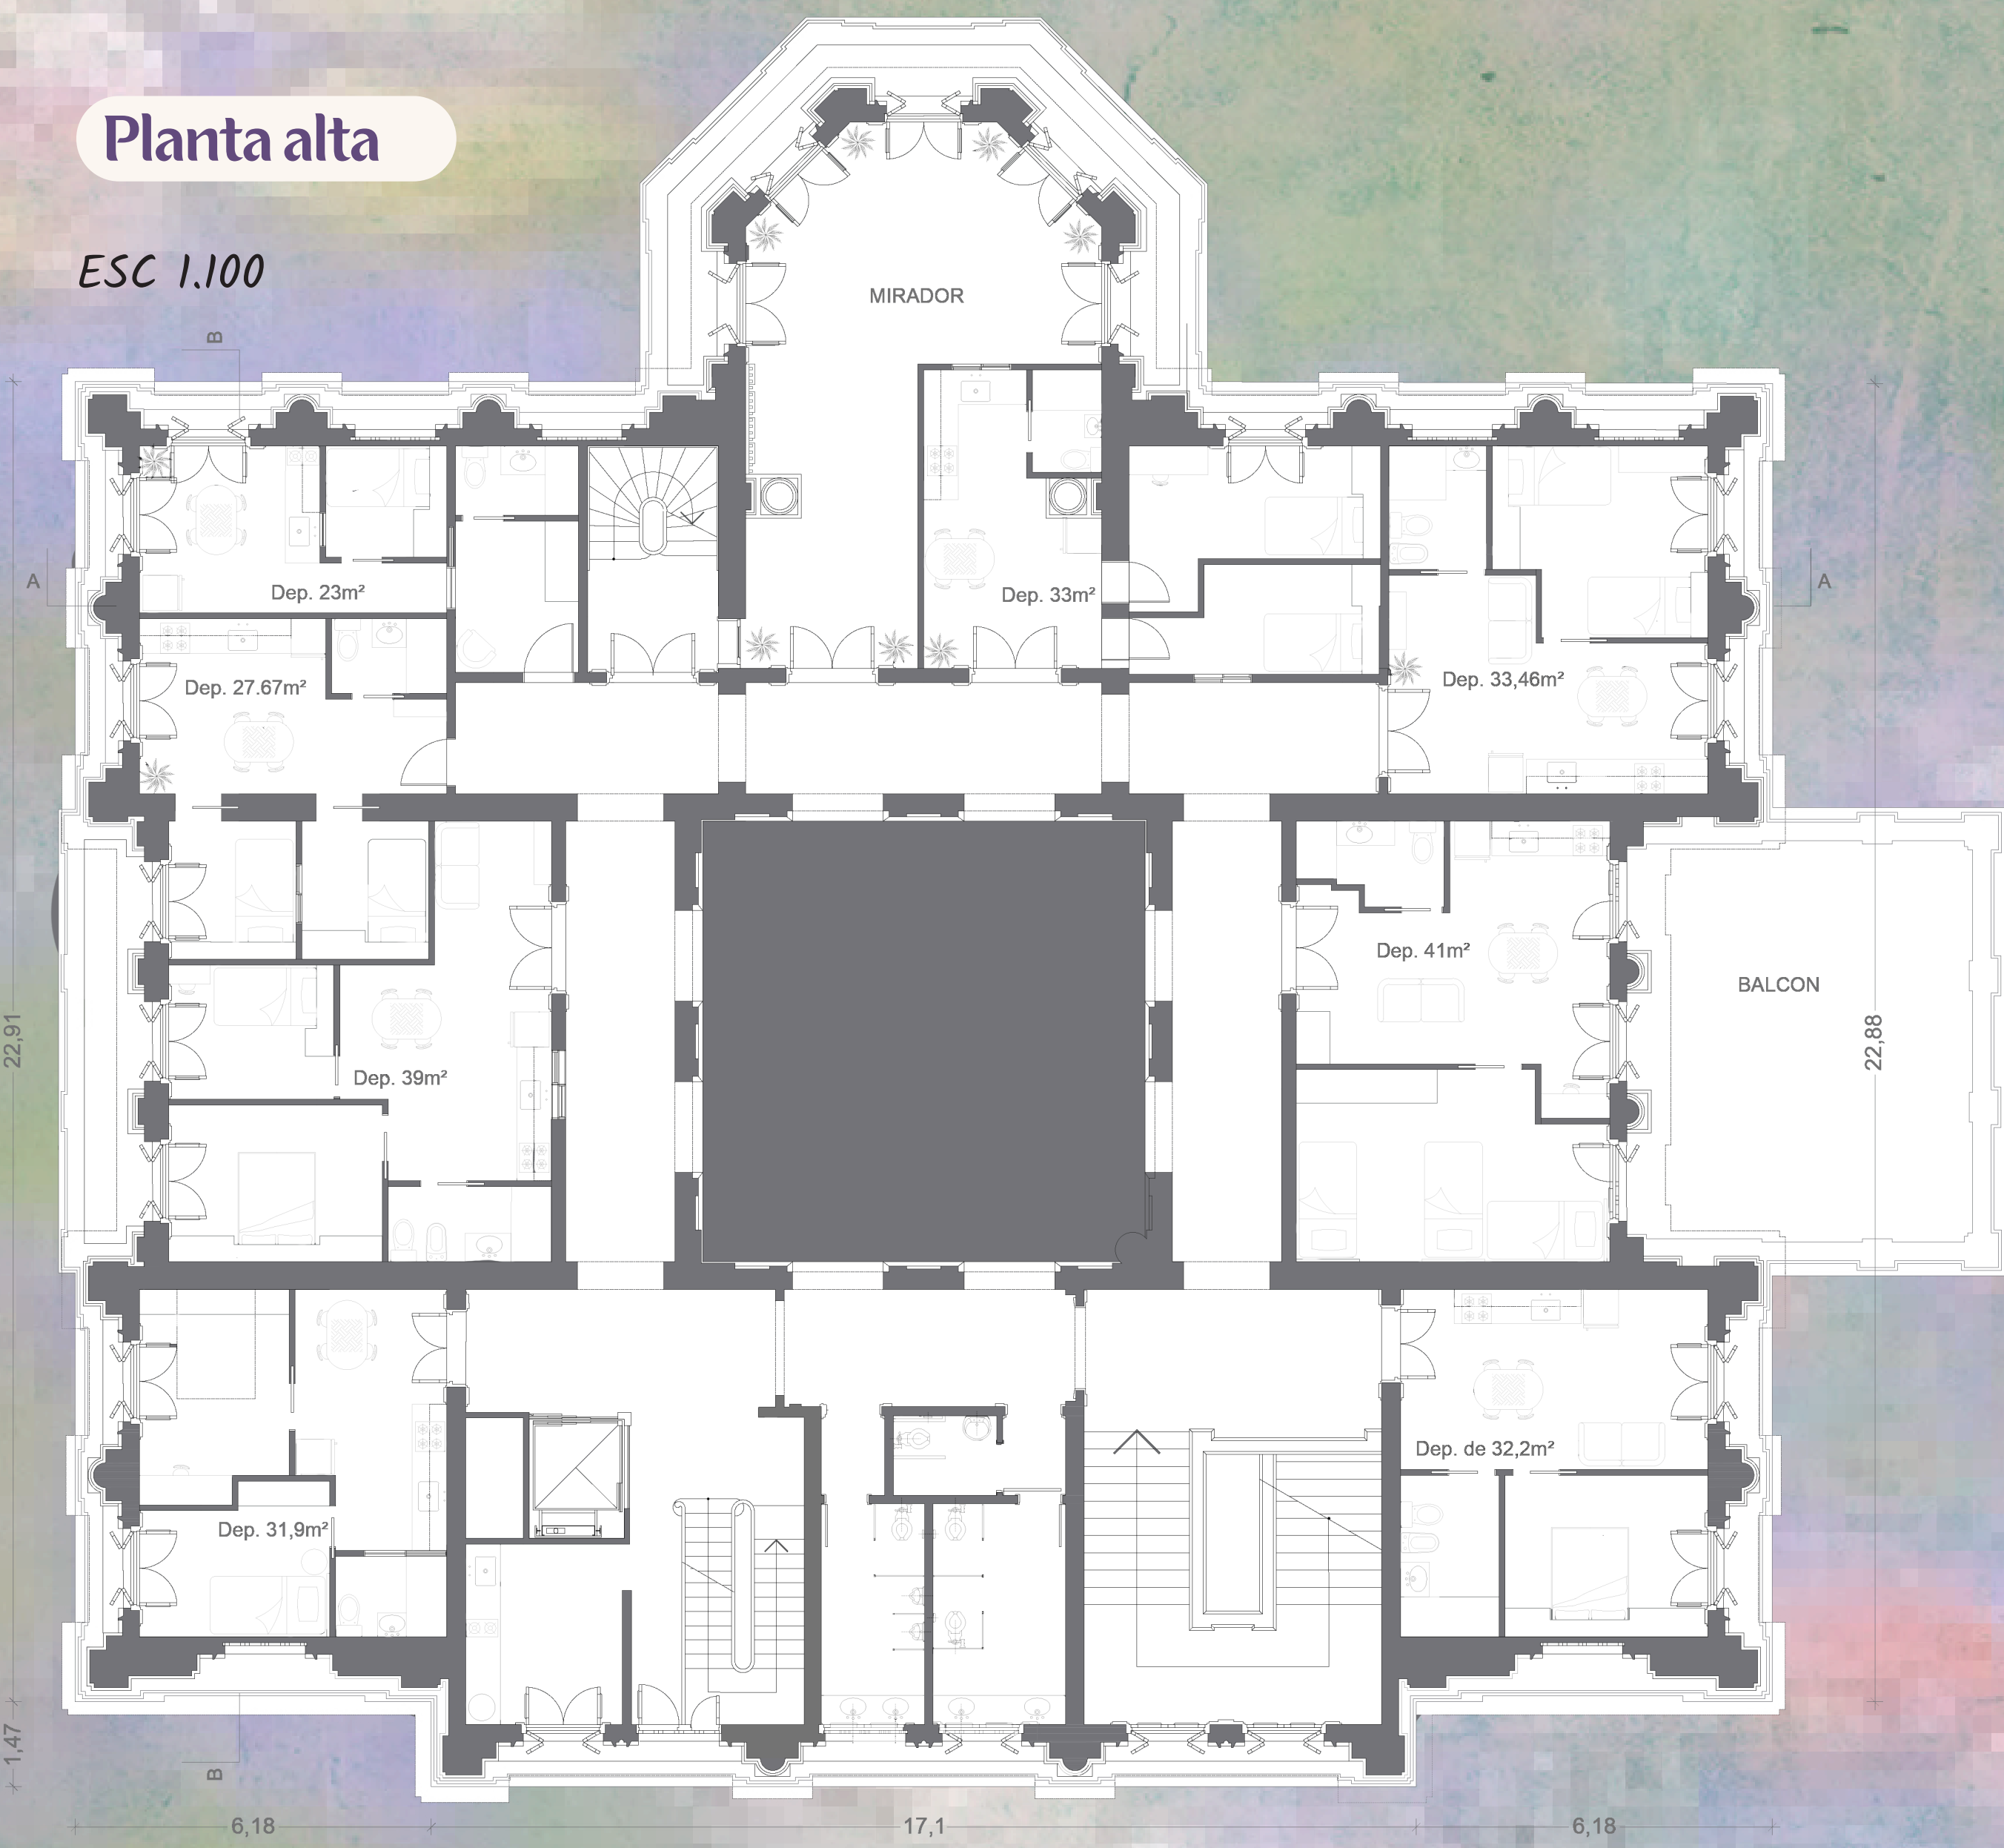 Planta alta
ESC 1.100
MIRADOR
B
A
A
Dep. 23m²
Dep. 33m²
Dep. 27.67m²
Dep. 33,46m²
Dep. 41m²
BALCON
22,91
22,88
Dep. 39m²
Dep. de 32,2m²
Dep. 31,9m²
1,47
B
6,18
17,1
6,18